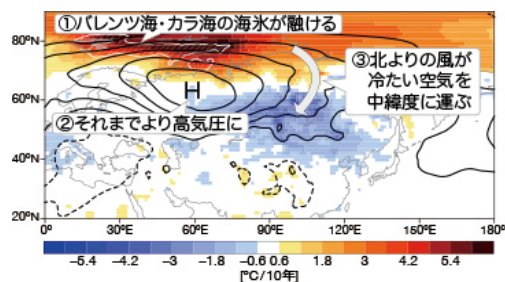 80°N
60°N
40°N
20°N
①バレンツ海・カラ海の海氷が融ける
③北よりの風が
冷たい空気を
中緯度に運ぶ
H
②それまでより高気圧に
0° 30°E 60°E 90°E 120°E 150°E 180°
-5.4 -4.2 -3 -1.8 -0.6 0.6 1.8 3 4.2 5.4
[°C/10年]